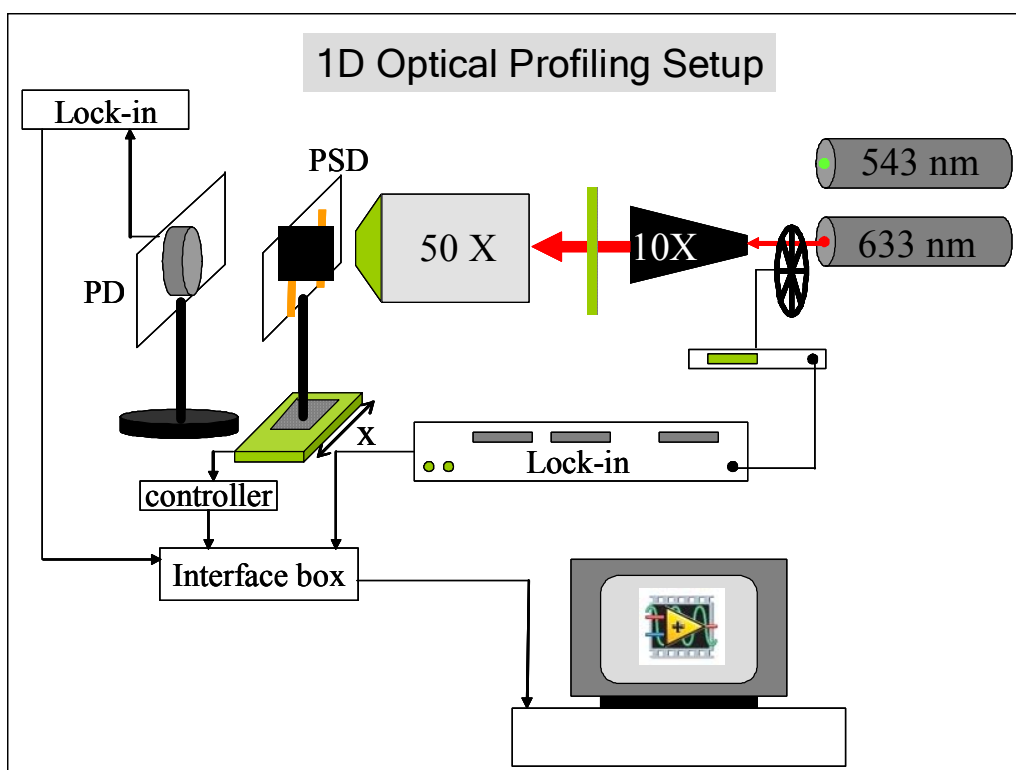 1D Optical Profiling Setup
Lock-in
PSD
543 nm
50 X
10X
633 nm
PD
x
Lock-in
controller
Interface box